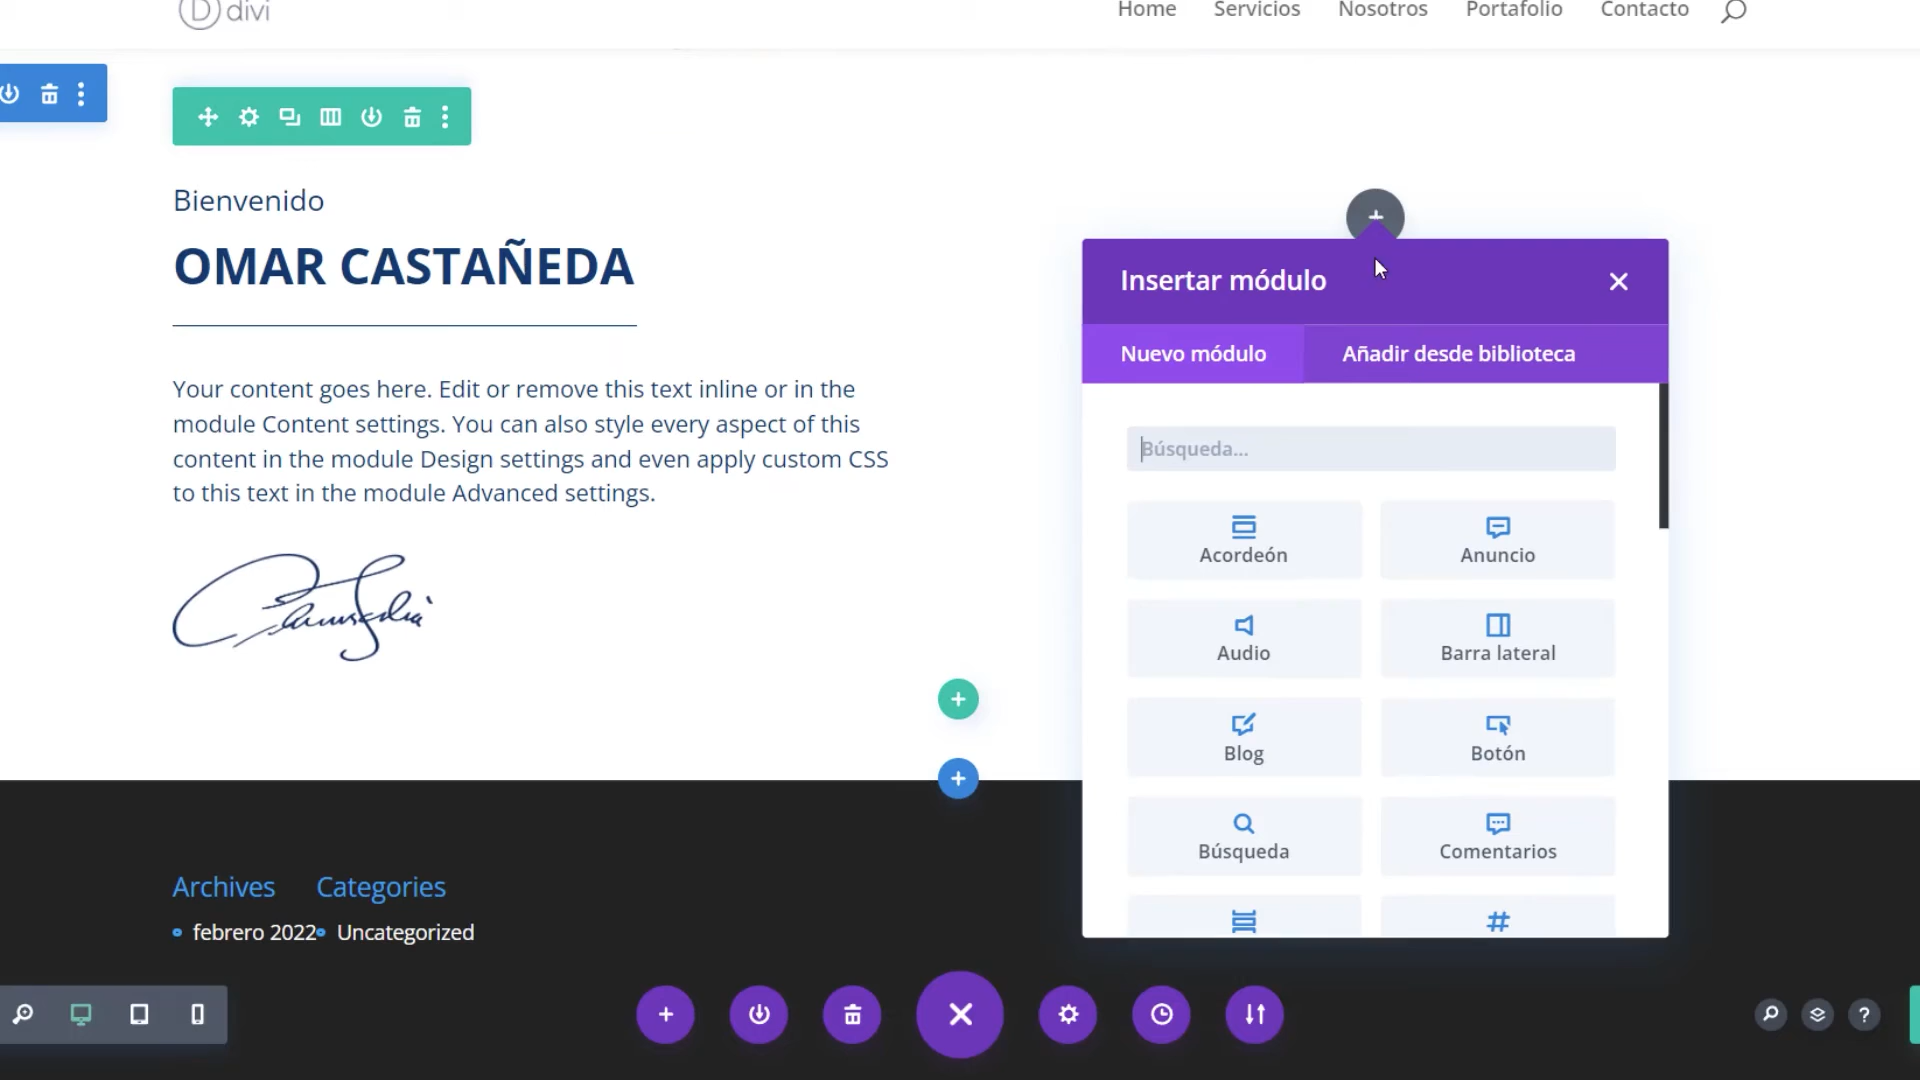 divi
Home Servicios Nosotros Portafolio Contacto
Bienvenido
OMAR CASTAÑEDA
Your content goes here. Edit or remove this text inline or in the
module Content settings. You can also style every aspect of this
content in the module Design settings and even apply custom CSS
to this text in the module Advanced settings.
Insertar módulo
Nuevo módulo Añadir desde biblioteca
Búsqueda...
Acordeón Anuncio
Audio Barra lateral
Blog Botón
Búsqueda Comentarios
Archives Categories
febrero 2022 Uncategorized